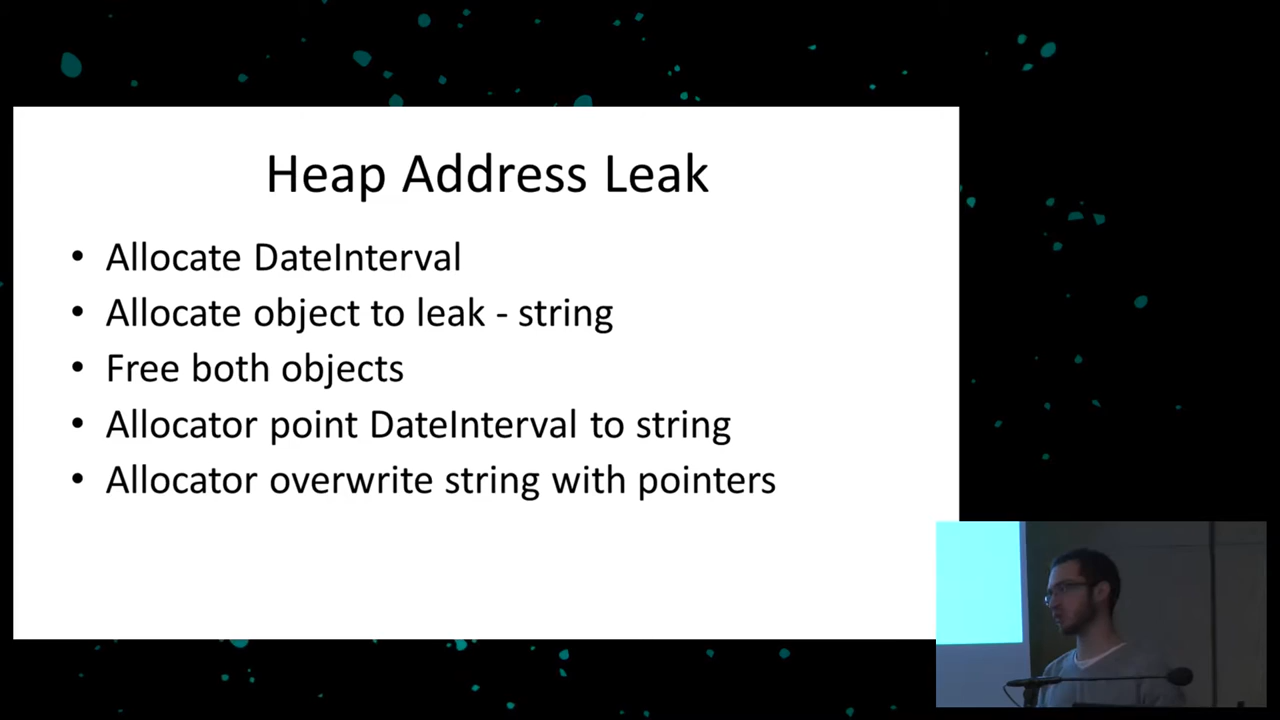 Heap Address Leak
• Allocate DateInterval
• Allocate object to leak - string
• Free both objects
• Allocator point DateInterval to string
• Allocator overwrite string with pointers